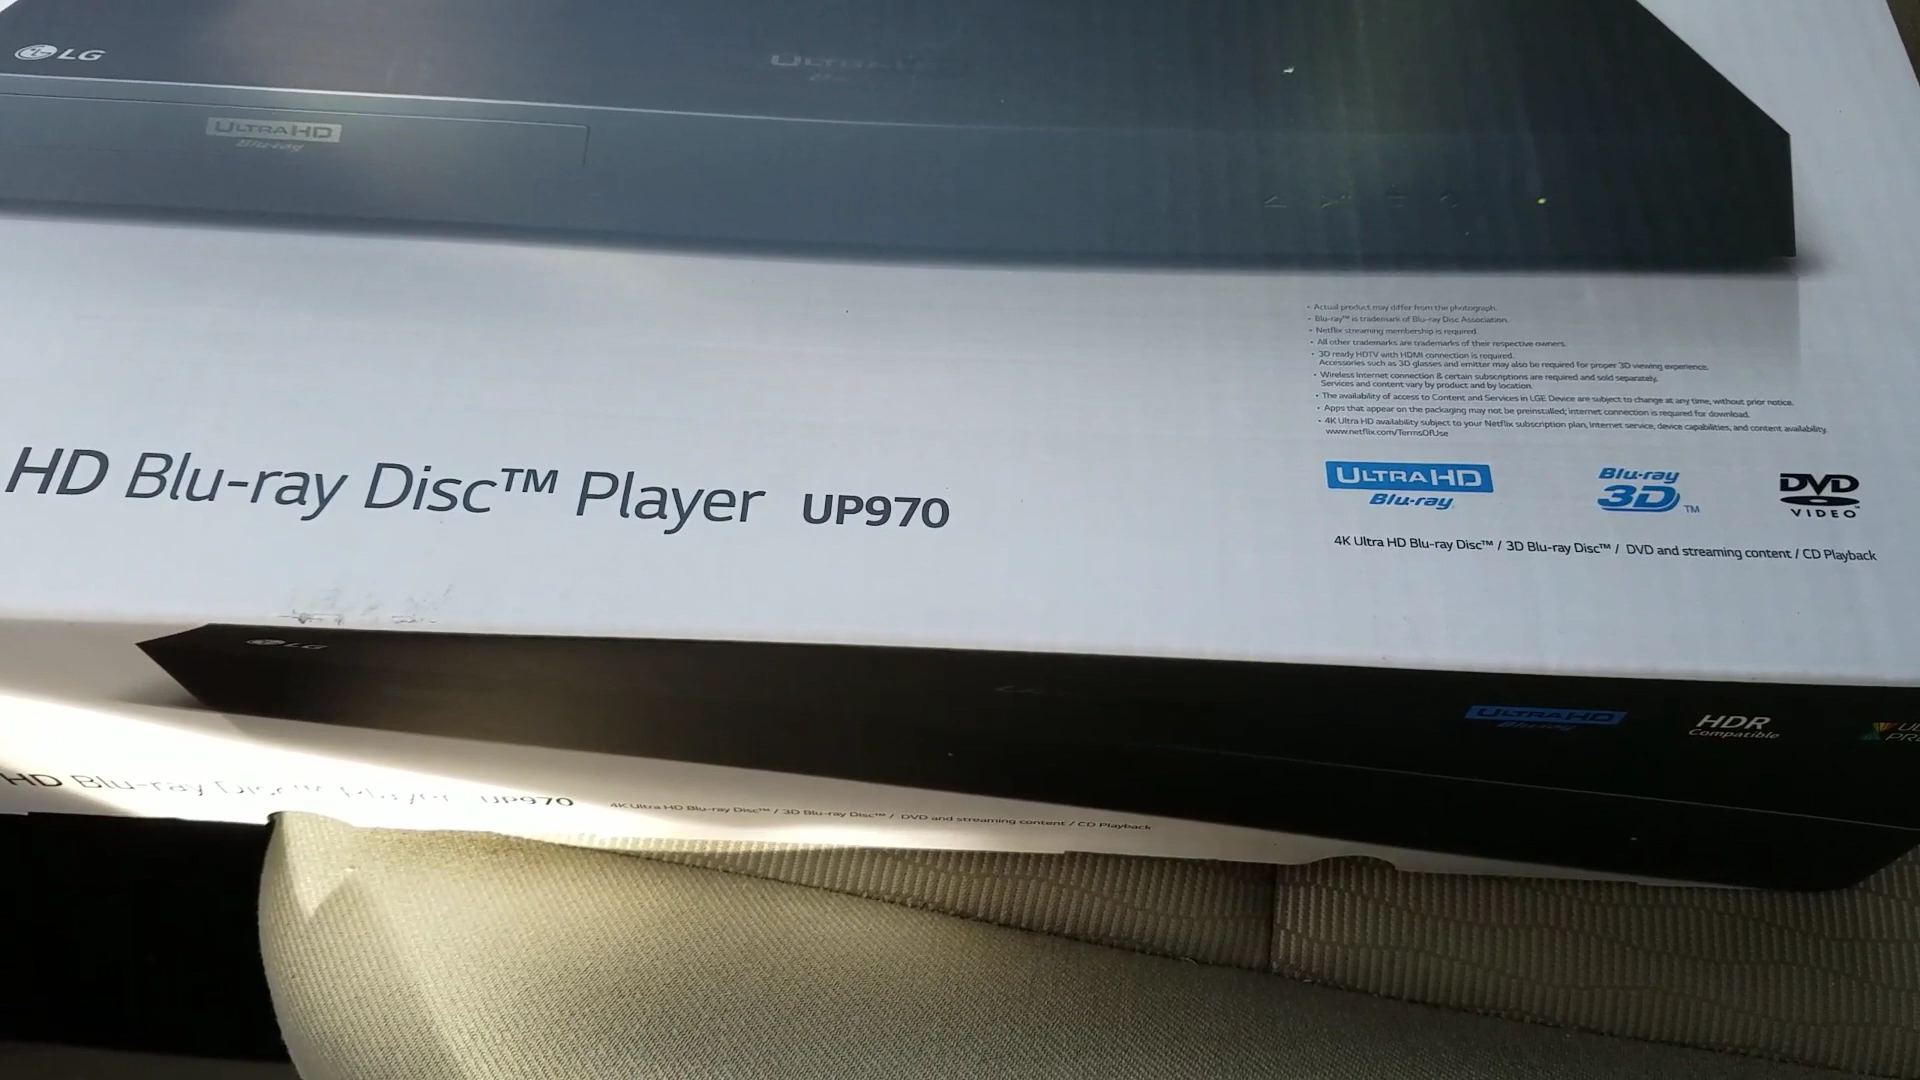 LG
ULTRA HD
Blu-ray
• Actual product may differ from the photograph.
• Blu-ray™ is trademark of Blu-ray Disc Association.
• Netflix streaming membership is required.
• All other trademarks are trademarks of their respective owners.
• 3D ready HDTV with HDMI connection is required.
Accessories such as 3D glasses and emitter may also be required for proper 3D viewing experience.
• Wireless Internet connection & certain subscriptions are required and sold separately.
Services and content vary by product and by location.
• The availability of access to Content and Services in LGE Device are subject to change at any time, without prior notice.
• Apps that appear on the packaging may not be preinstalled; internet connection is required for download.
• 4K Ultra HD availability subject to your Netflix subscription plan, Internet service, device capabilities, and content availability.
www.netflix.com/TermsOfUse
HD Blu-ray Disc™ Player UP970
ULTRA HD
Blu-ray
Blu-ray
3D™
DVD
VIDEO
4K Ultra HD Blu-ray Disc™ / 3D Blu-ray Disc™ / DVD and streaming content / CD Playback
LG
ULTRA HD
Blu-ray
HDR
Compatible
HD Blu-ray Disc™ Player UP970
4K Ultra HD Blu-ray Disc™ / 3D Blu-ray Disc™ / DVD and streaming content / CD Playback